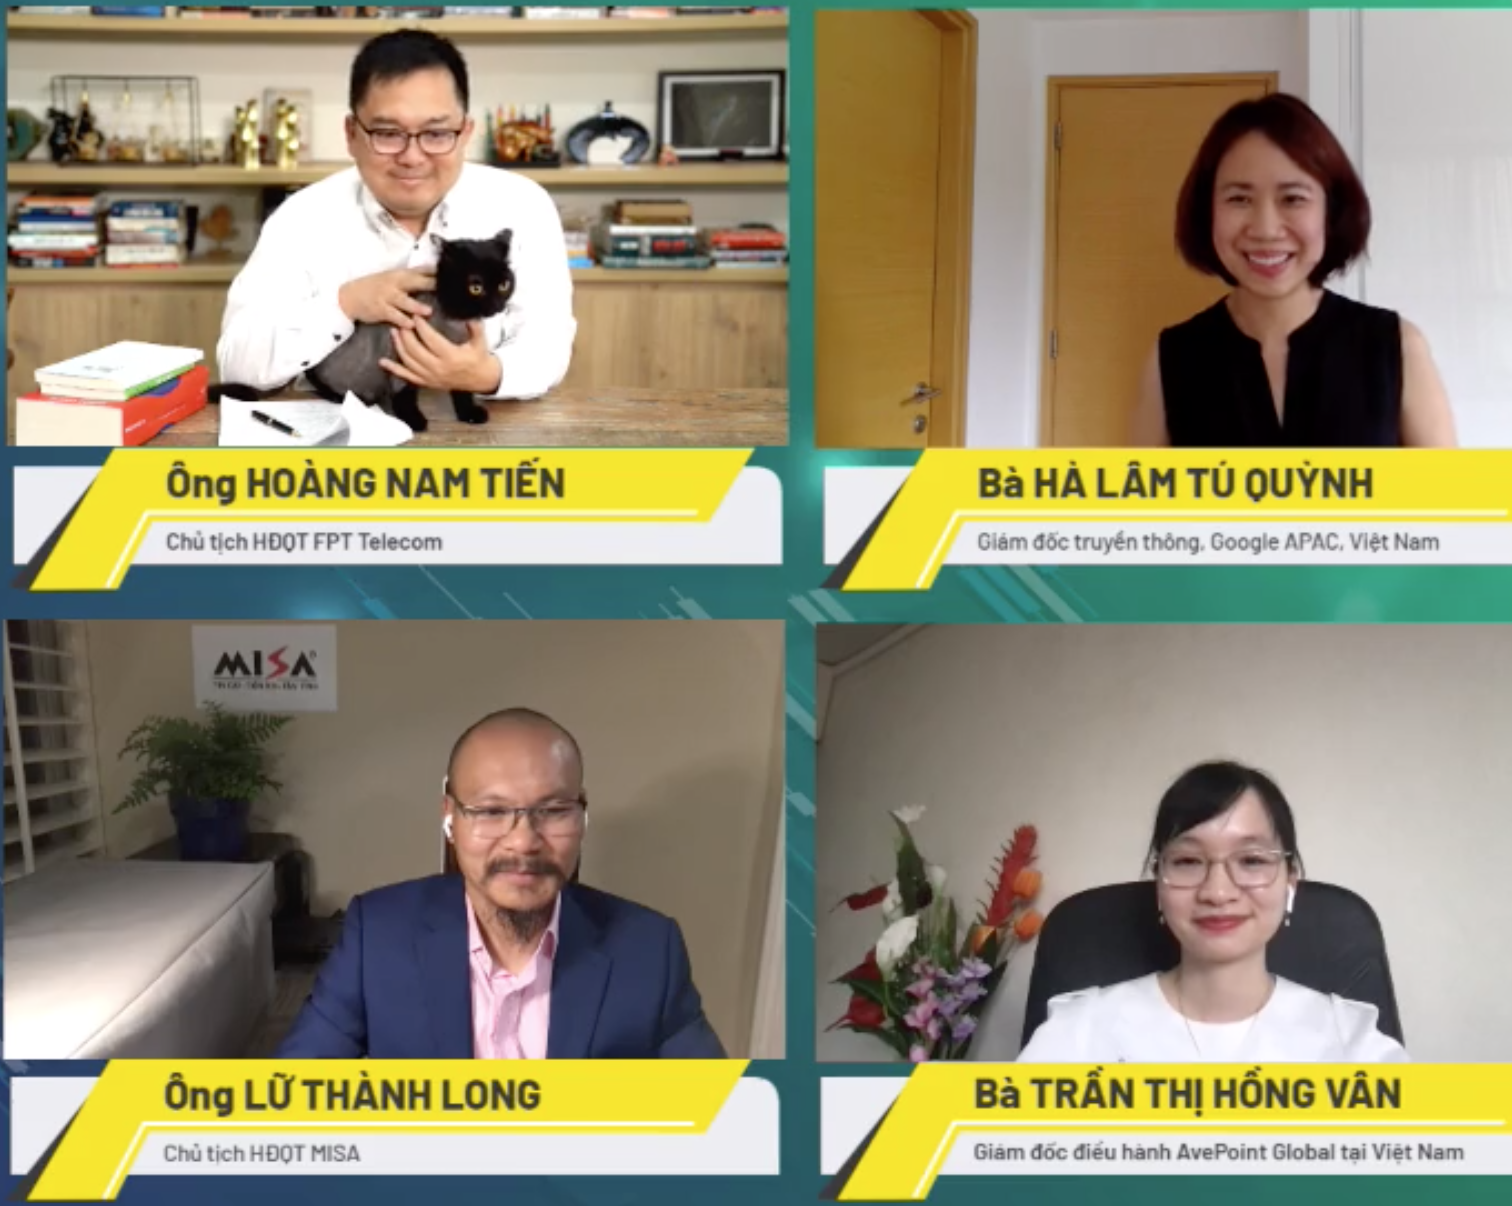 Ông HOÀNG NAM TIẾN
Chủ tịch HĐQT FPT Telecom
Bà HÀ LÂM TÚ QUỲNH
Giám đốc truyền thông, Google APAC, Việt Nam
MISA
Ông LỮ THÀNH LONG
Chủ tịch HĐQT MISA
Bà TRẦN THỊ HỒNG VÂN
Giám đốc điều hành AvePoint Global tại Việt Nam